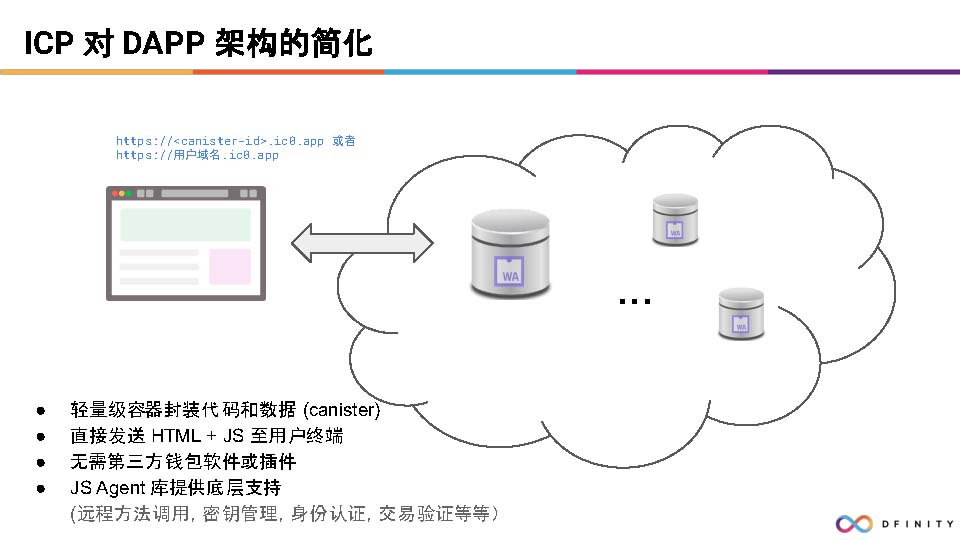 ICP 对 DAPP 架构的简化
https://<canister-id>.ic0.app 或者
https://用户域名.ic0.app
WA
WA
...
WA
● 轻量级容器封装代码和数据 (canister)
● 直接发送 HTML + JS 至用户终端
● 无需第三方钱包软件或插件
● JS Agent 库提供底层支持
(远程方法调用, 密钥管理, 身份认证, 交易验证等等）
DFINITY